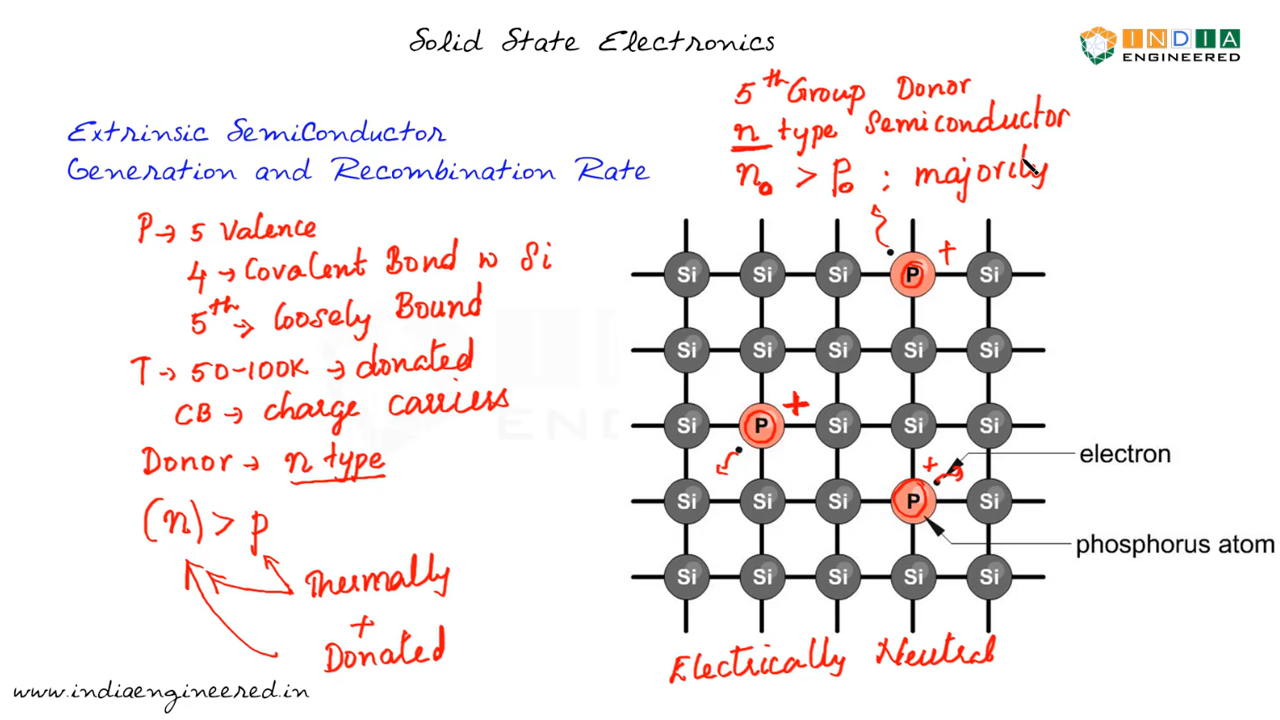 Solid State Electronics
INDIA
ENGINEERED
Extrinsic SemiConductor
Generation and Recombination Rate
P → 5 Valence
4 → Covalent Bond w Si
5th → Loosely Bound
T → 50-100K → donated
CB → charge carriers
Donor → n type
(n) > p
Thermally
+
Donated
5th Group Donor
n type Semiconductor
n₀ > p₀ : majority
Si Si Si P + Si
Si Si Si Si Si
Si P + Si Si Si
+
electron
Si Si Si P Si
phosphorus atom
Si Si Si Si Si
Electrically Neutral
www.indiaengineered.in